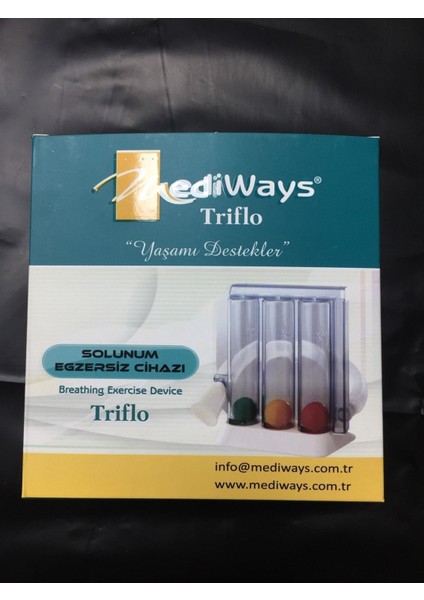 MediWays®
Triflo
"Yaşamı Destekler"
SOLUNUM
EGZERSİZ CİHAZI
Breathing Exercise Device
Triflo
info@mediways.com.tr
www.mediways.com.tr